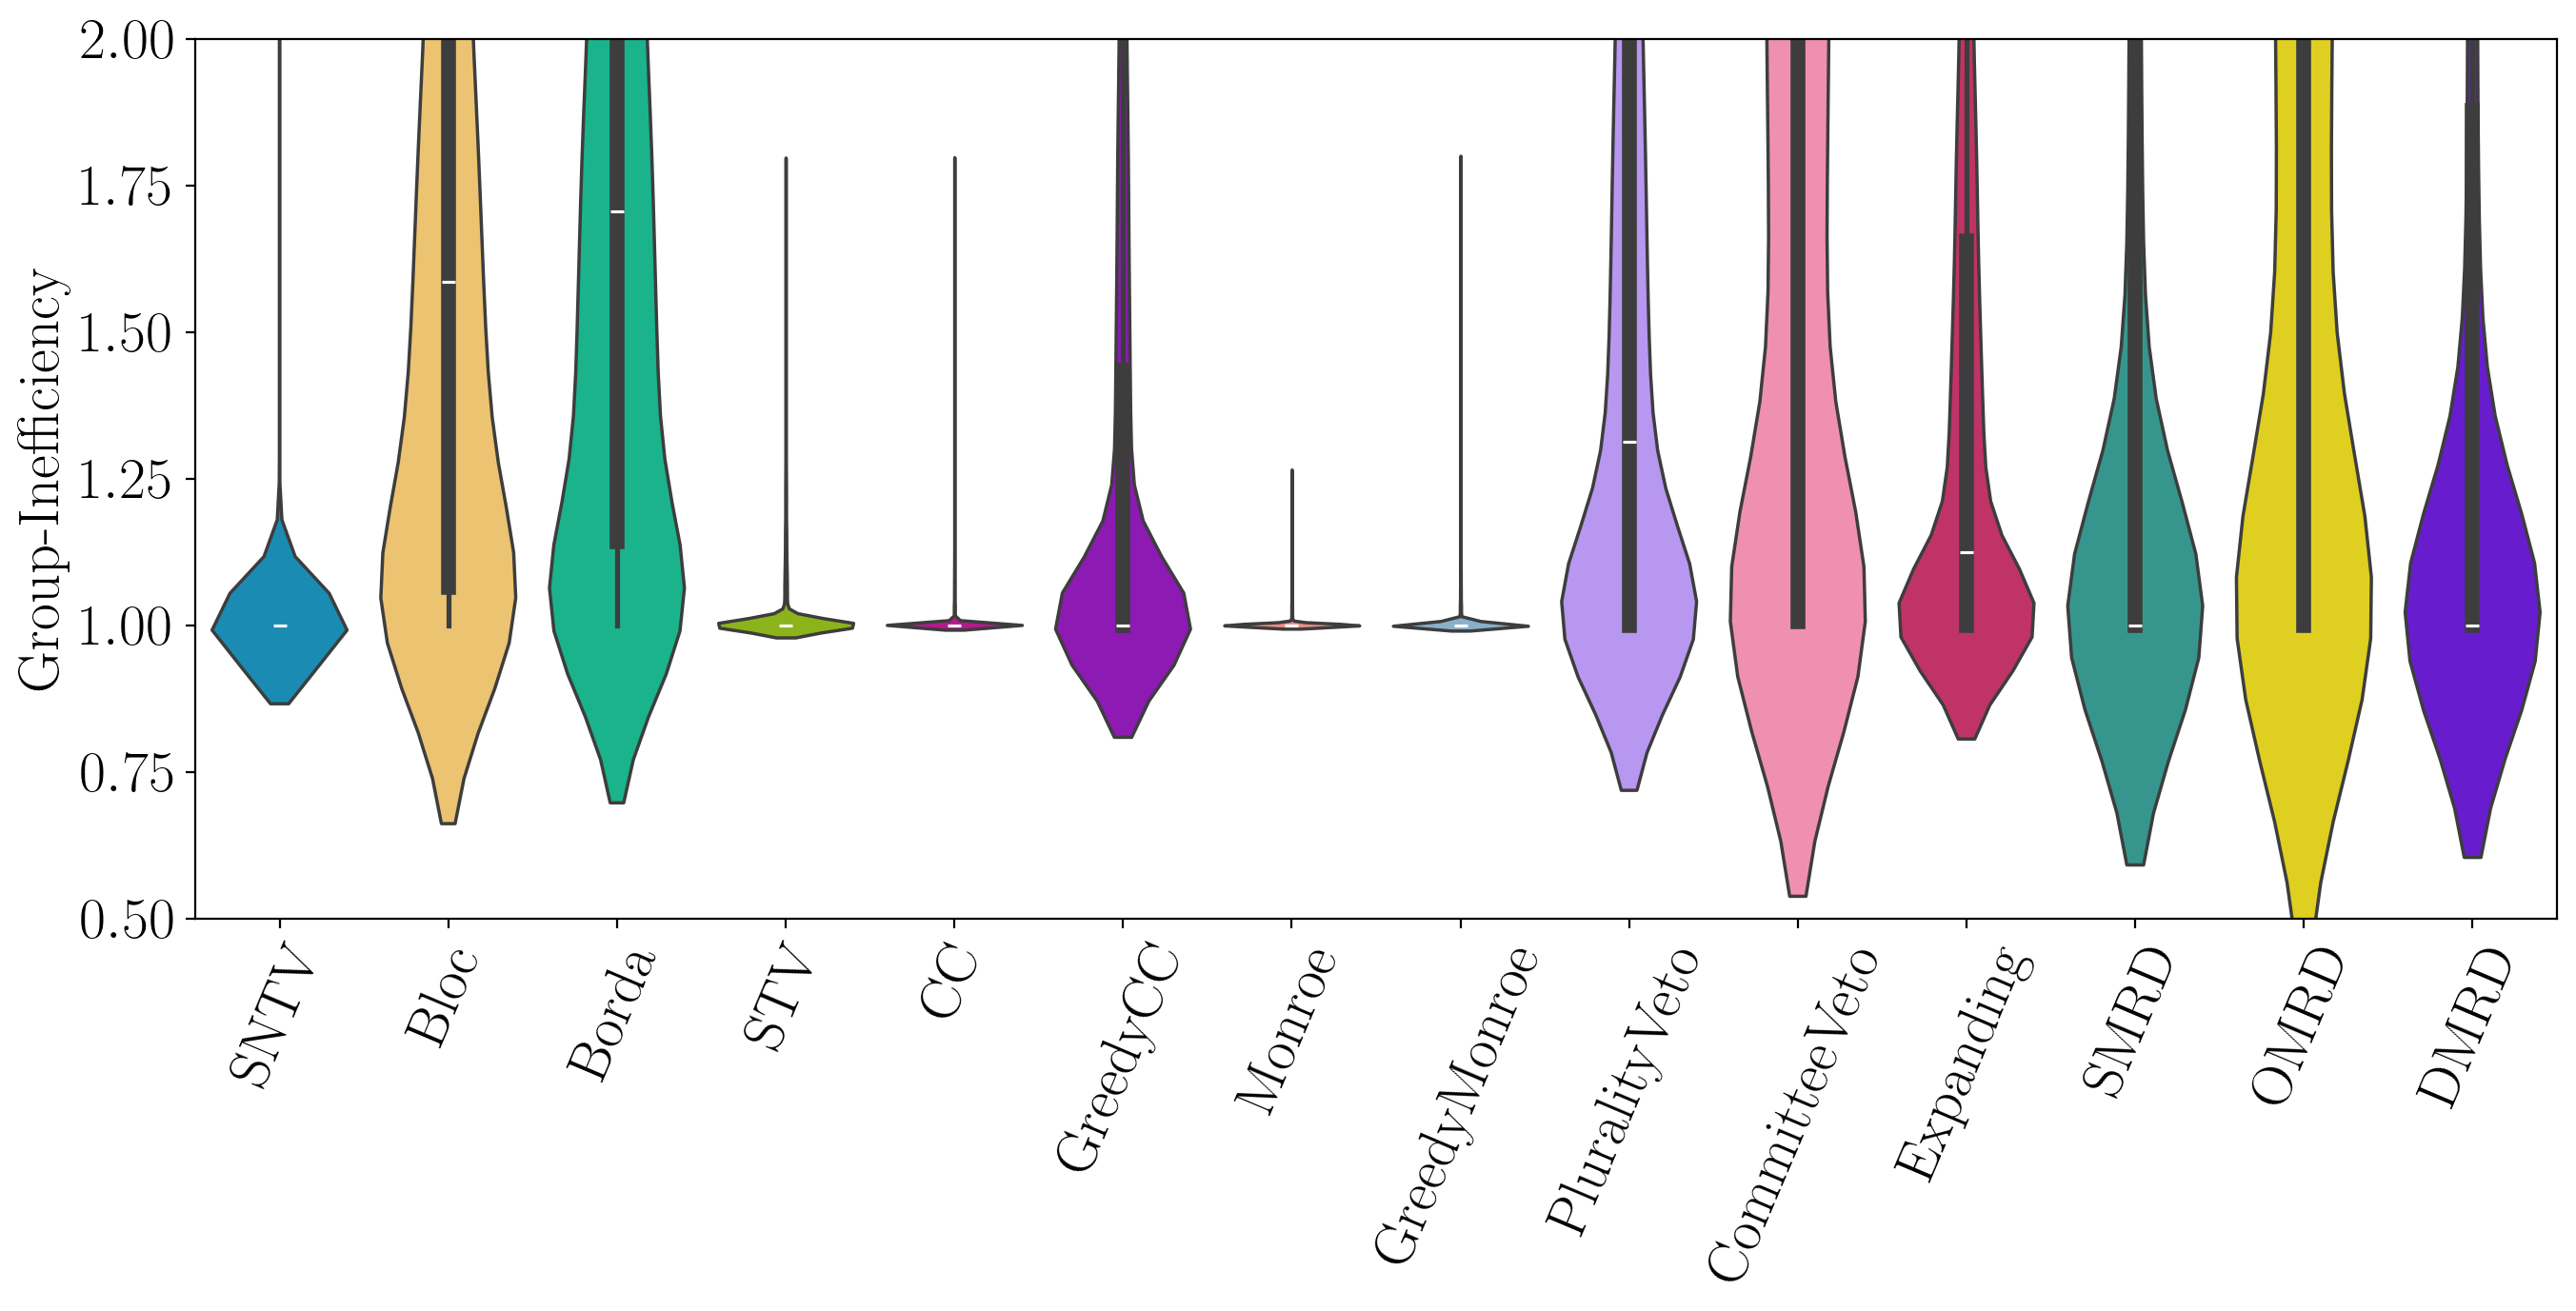 Group-Inefficiency
2.00
1.75
1.50
1.25
1.00
0.75
0.50
SNTV
Bloc
Borda
STV
CC
GreedyCC
Monroe
GreedyMonroe
PluralityVeto
CommitteeVeto
Expanding
SMRD
OMRD
DMRD